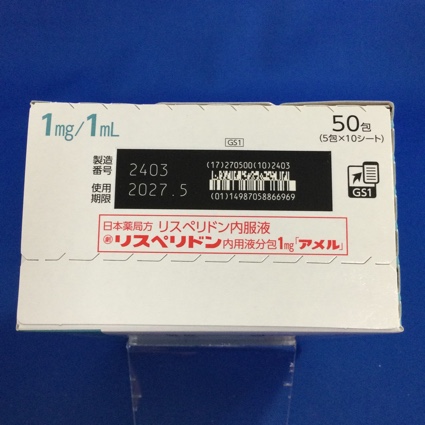 1mg/1mL
50包
(5包×10シート)
GS1
製造
番号 2403
(17)270500(10)2403
使用
期限 2027.5
(01)14987058866969
GS1
日本薬局方 リスペリドン内服液
劇 リスペリドン内用液分包1mg「アメル」